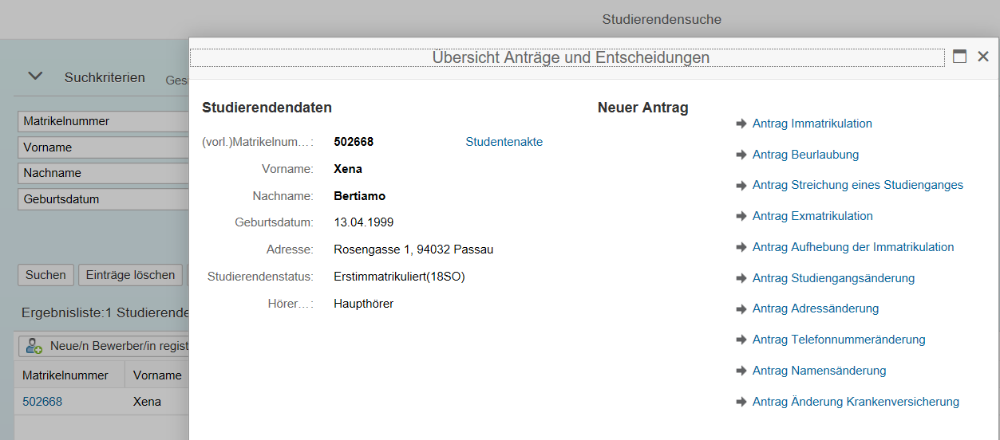 Studierendensuche
Übersicht Anträge und Entscheidungen
Suchkriterien
Matrikelnummer
Vorname
Nachname
Geburtsdatum
Suchen Einträge löschen
Ergebnisliste:1
Neue/n Bewerber/in
Matrikelnummer Vorname
502668 Xena
Studierendendaten
(vorl.)Matrikelnum...: 502668 Studentenakte
Vorname: Xena
Nachname: Bertiamo
Geburtsdatum: 13.04.1999
Adresse: Rosengasse 1, 94032 Passau
Studierendenstatus: Erstimmatrikuliert(18SO)
Hörer...: Haupthörer
Neuer Antrag
Antrag Immatrikulation
Antrag Beurlaubung
Antrag Streichung eines Studienganges
Antrag Exmatrikulation
Antrag Aufhebung der Immatrikulation
Antrag Studiengangsänderung
Antrag Adressänderung
Antrag Telefonnummeränderung
Antrag Namensänderung
Antrag Änderung Krankenversicherung